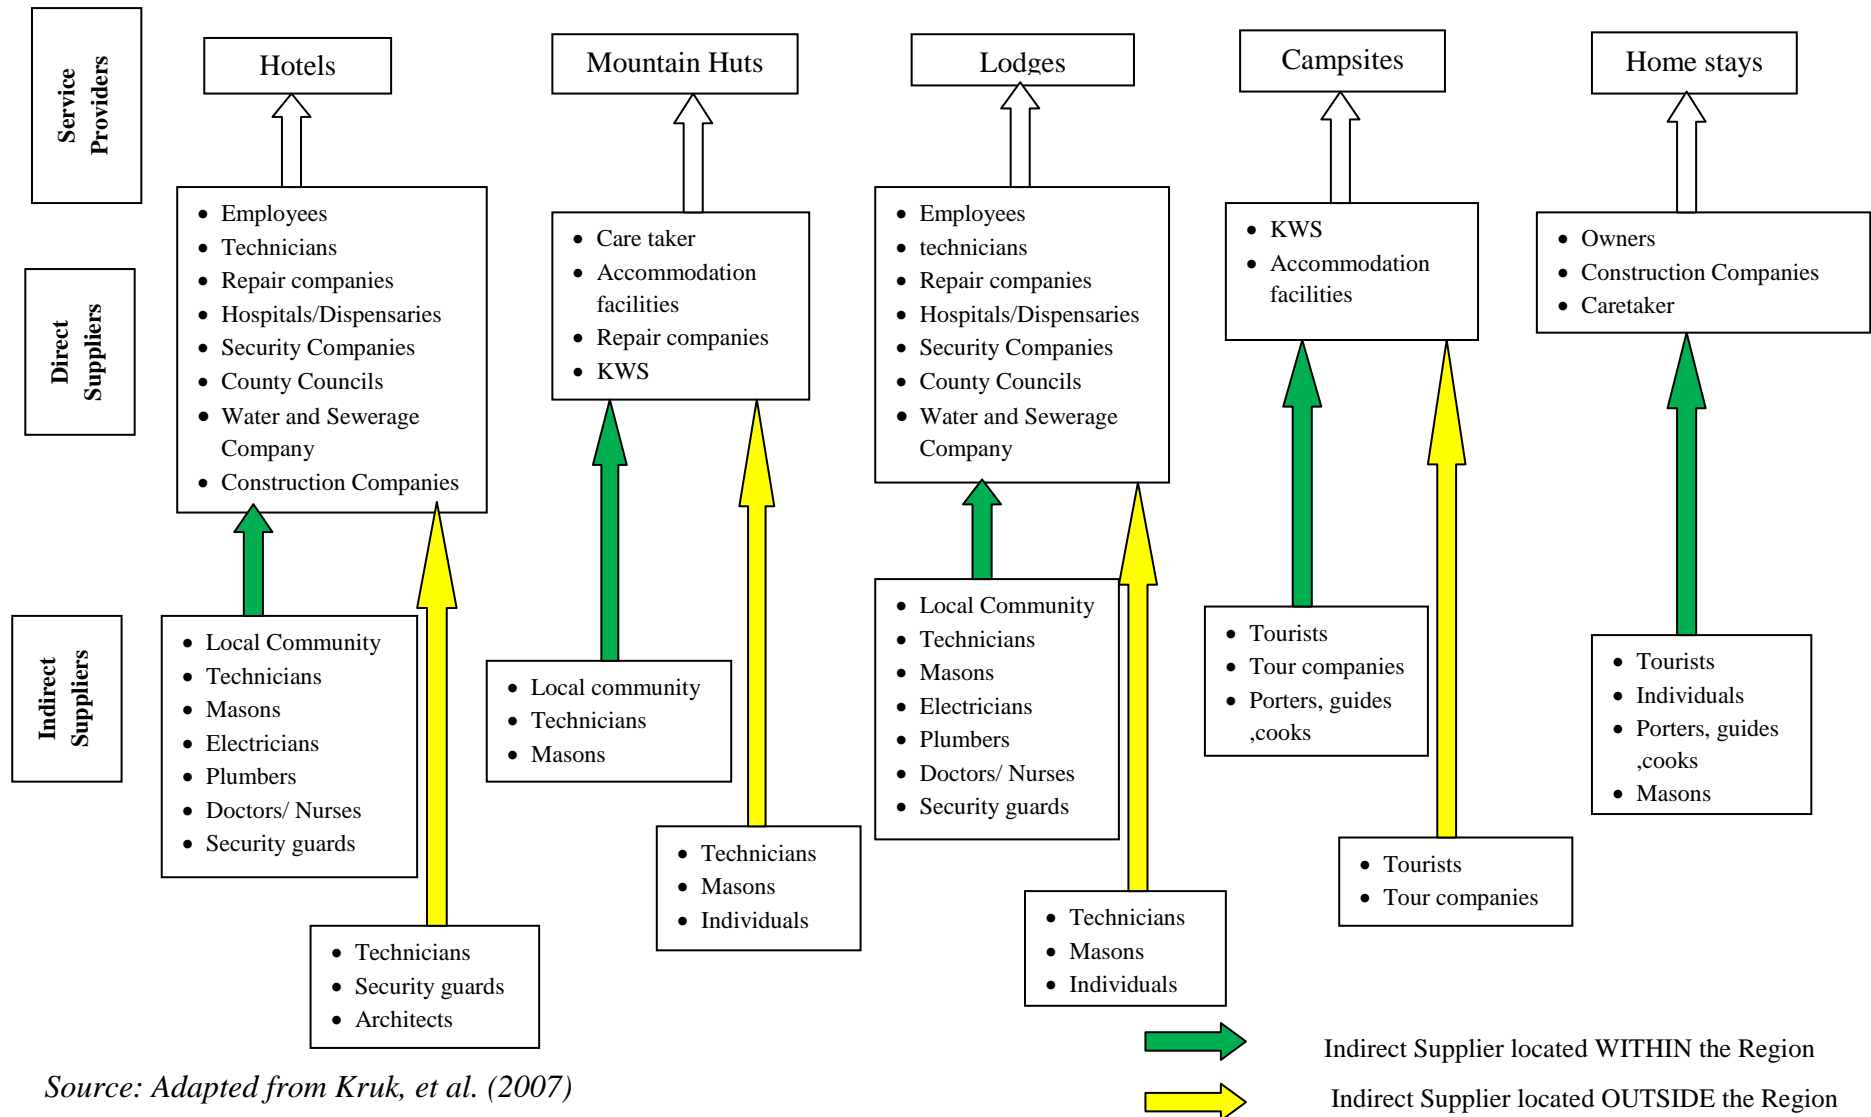 Service
Providers
Hotels
Mountain Huts
Lodges
Campsites
Home stays
Direct
Suppliers
• Employees
• Technicians
• Repair companies
• Hospitals/Dispensaries
• Security Companies
• County Councils
• Water and Sewerage
Company
• Construction Companies
• Care taker
• Accommodation
facilities
• Repair companies
• KWS
• Employees
• technicians
• Repair companies
• Hospitals/Dispensaries
• Security Companies
• County Councils
• Water and Sewerage
Company
• KWS
• Accommodation
facilities
• Owners
• Construction Companies
• Caretaker
Indirect
Suppliers
• Local Community
• Technicians
• Masons
• Electricians
• Plumbers
• Doctors/ Nurses
• Security guards
• Technicians
• Security guards
• Architects
• Local community
• Technicians
• Masons
• Technicians
• Masons
• Individuals
• Local Community
• Technicians
• Masons
• Electricians
• Plumbers
• Doctors/ Nurses
• Security guards
• Technicians
• Masons
• Individuals
• Tourists
• Tour companies
• Porters, guides
,cooks
• Tourists
• Tour companies
• Tourists
• Individuals
• Porters, guides
,cooks
• Masons
Indirect Supplier located WITHIN the Region
Indirect Supplier located OUTSIDE the Region
Source: Adapted from Kruk, et al. (2007)